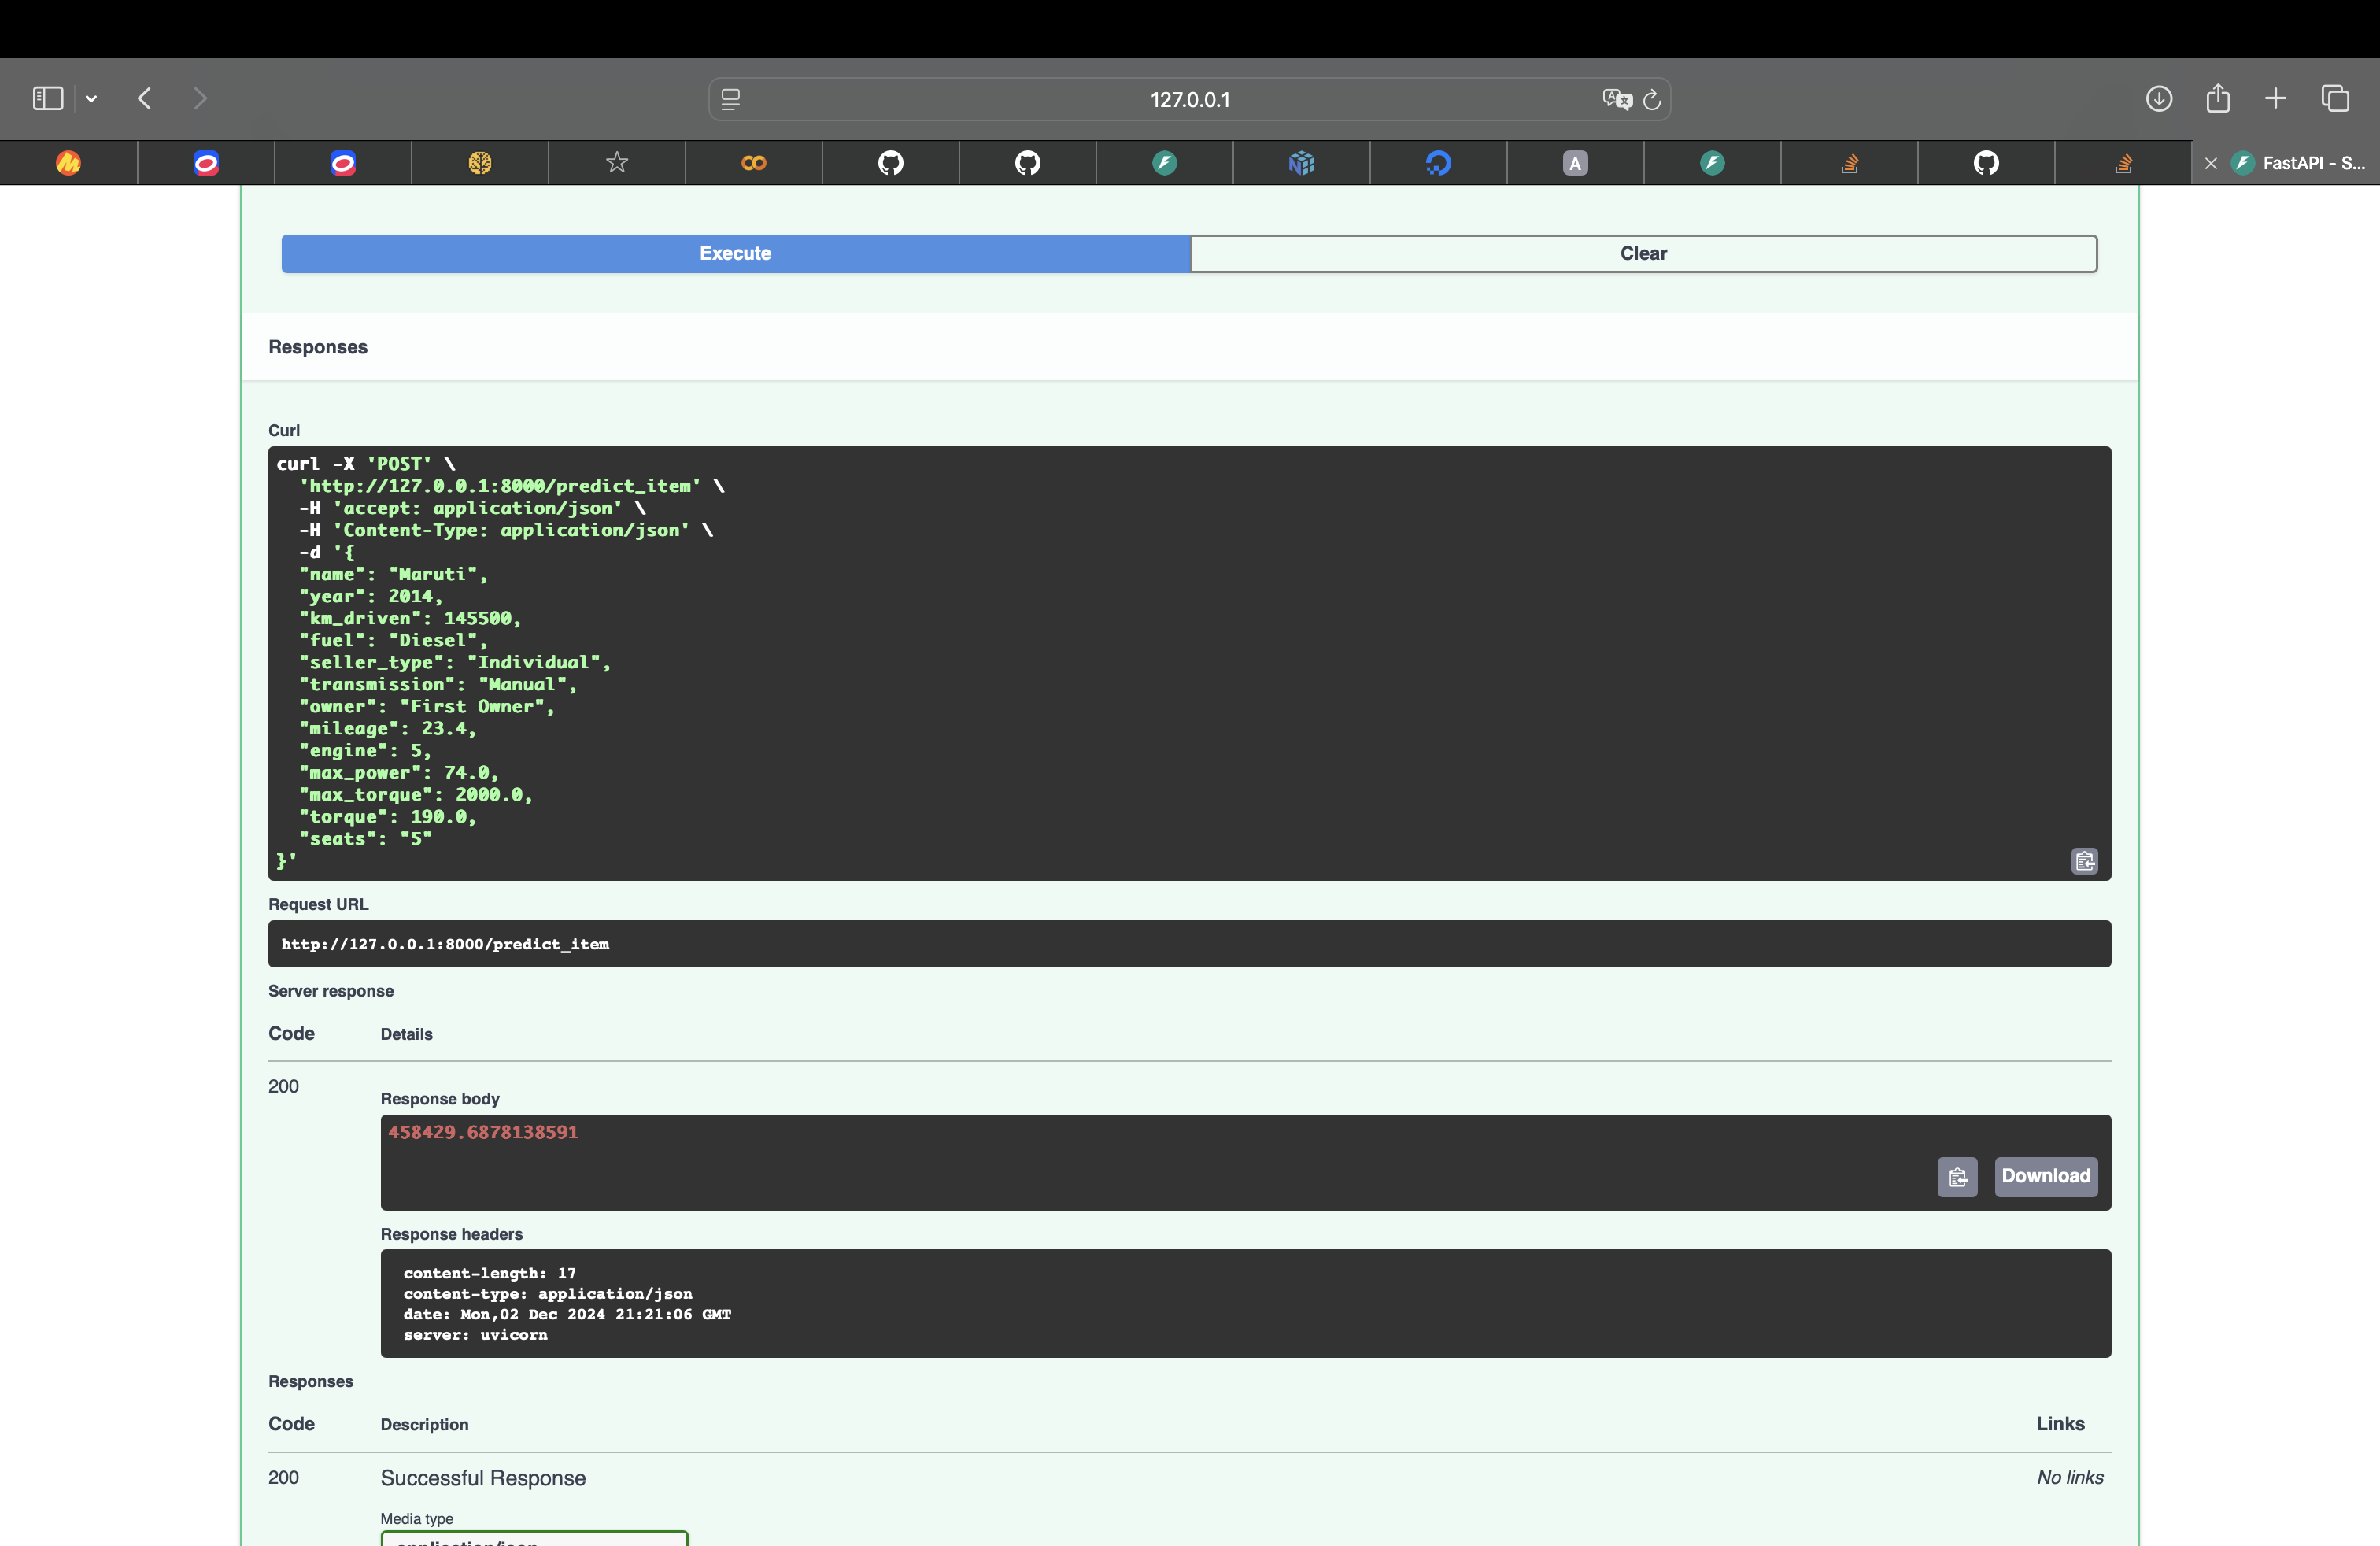 127.0.0.1
A
FastAPI - S...
Execute
Clear
Responses
Curl
curl -X 'POST' \
'http://127.0.0.1:8000/predict_item' \
-H 'accept: application/json' \
-H 'Content-Type: application/json' \
-d '{
"name": "Maruti",
"year": 2014,
"km_driven": 145500,
"fuel": "Diesel",
"seller_type": "Individual",
"transmission": "Manual",
"owner": "First Owner",
"mileage": 23.4,
"engine": 5,
"max_power": 74.0,
"max_torque": 2000.0,
"torque": 190.0,
"seats": "5"
}'
Request URL
http://127.0.0.1:8000/predict_item
Server response
Code Details
200
Response body
458429.6878138591
Download
Response headers
content-length: 17
content-type: application/json
date: Mon,02 Dec 2024 21:21:06 GMT
server: uvicorn
Responses
Code Description Links
200 Successful Response No links
Media type
application/json